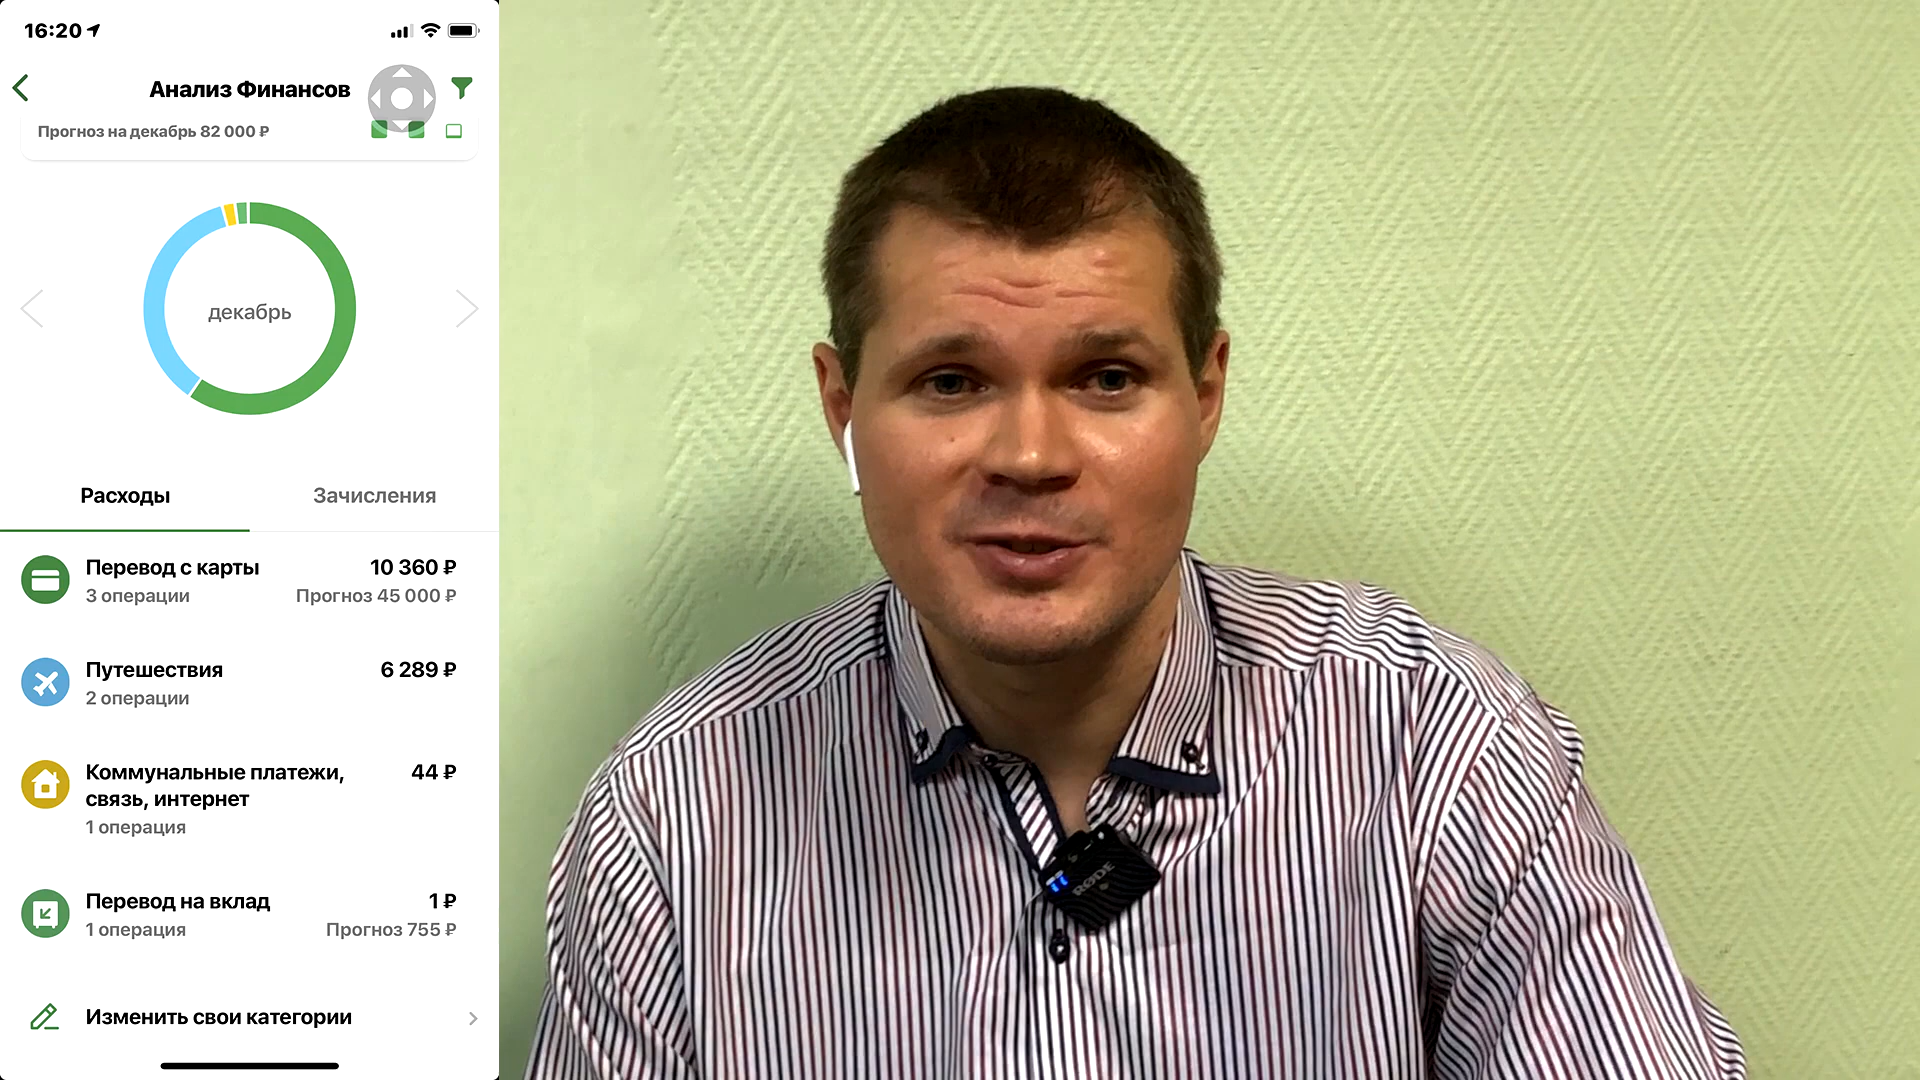 16:20
Анализ Финансов
Прогноз на декабрь 82 000 ₽
декабрь
Расходы
Зачисления
Перевод с карты
10 360 ₽
3 операции
Прогноз 45 000 ₽
Путешествия
6 289 ₽
2 операции
Коммунальные платежи,
связь, интернет
44 ₽
1 операция
Перевод на вклад
1 ₽
1 операция
Прогноз 755 ₽
Изменить свои категории
RØDE